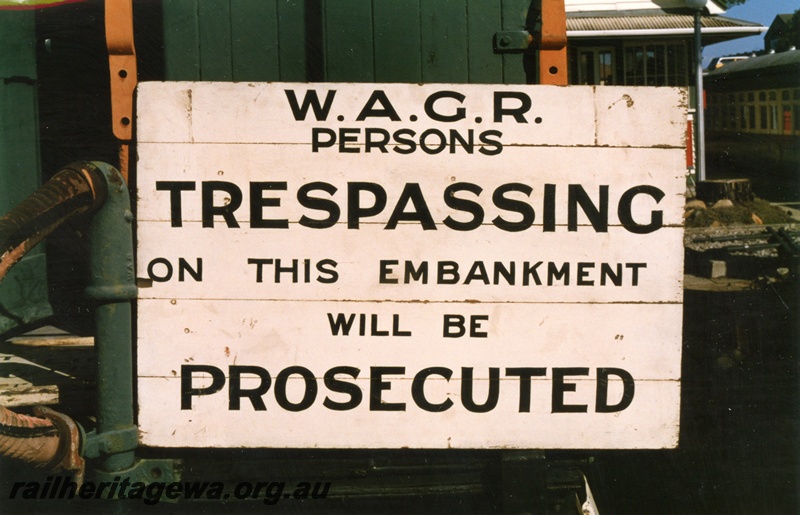 W.A.G.R.
PERSONS
TRESPASSING
ON THIS EMBANKMENT
WILL BE
PROSECUTED
railheritagewa.org.au